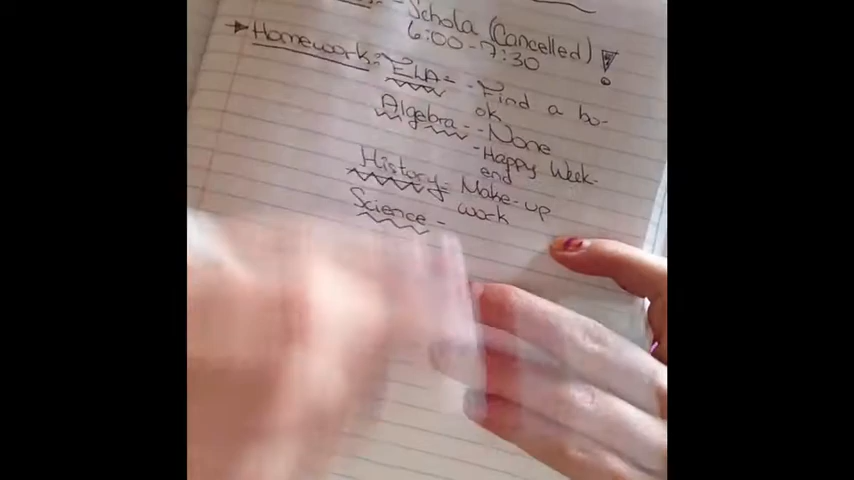 - Schola (Cancelled)!
6:00 - 7:30
→ Homework:~ ELA= - Find a bo-
ok
Algebra - - None
- Happy Week-
end
History= Make-up
work
Science -